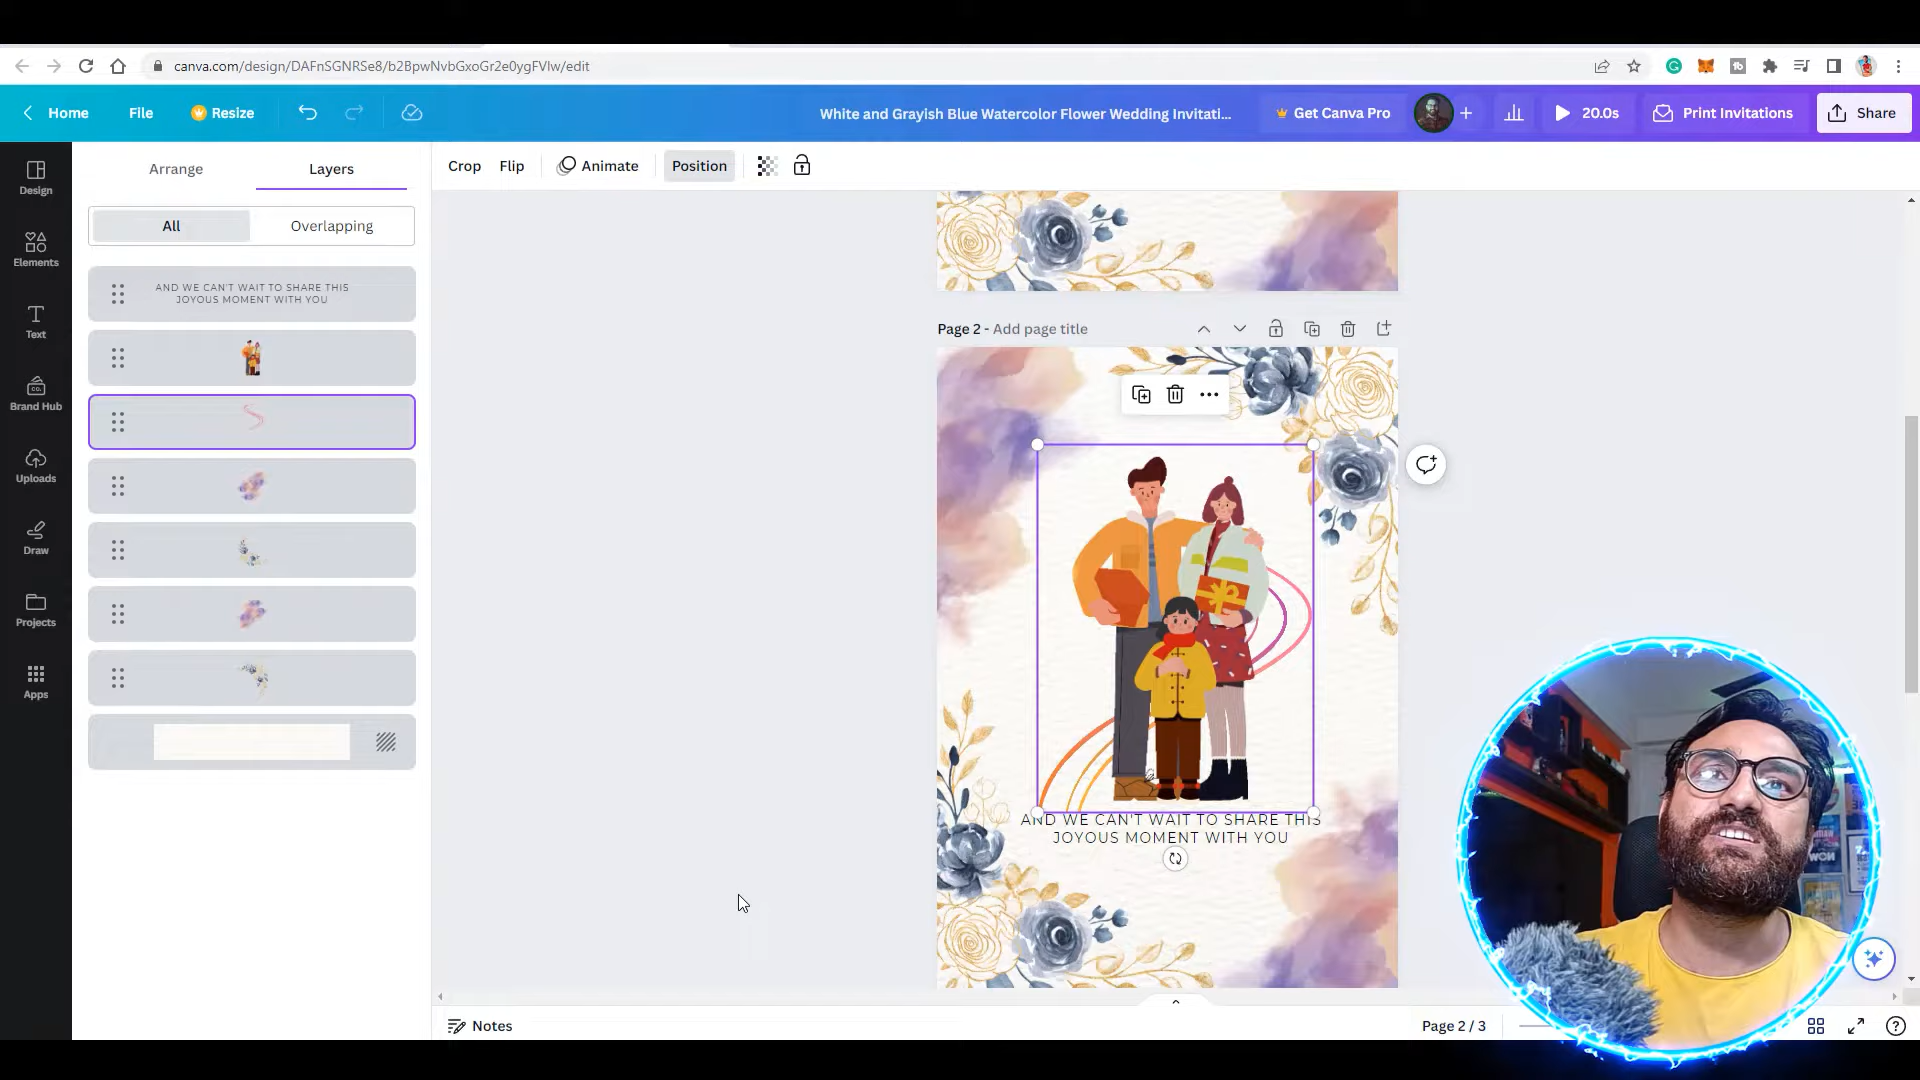 canva.com/design/DAFnSGNRSe8/b2BpwNvbGxoGr2e0ygFVlw/edit
Home
File
Resize
White and Grayish Blue Watercolor Flower Wedding Invitati...
Get Canva Pro
20.0s
Print Invitations
Share
Design
Elements
Text
Brand Hub
Uploads
Draw
Projects
Apps
Arrange
Layers
All
Overlapping
AND WE CAN'T WAIT TO SHARE THIS
JOYOUS MOMENT WITH YOU
Crop
Flip
Animate
Position
Page 2 - Add page title
AND WE CAN'T WAIT TO SHARE THIS
JOYOUS MOMENT WITH YOU
Notes
Page 2 / 3